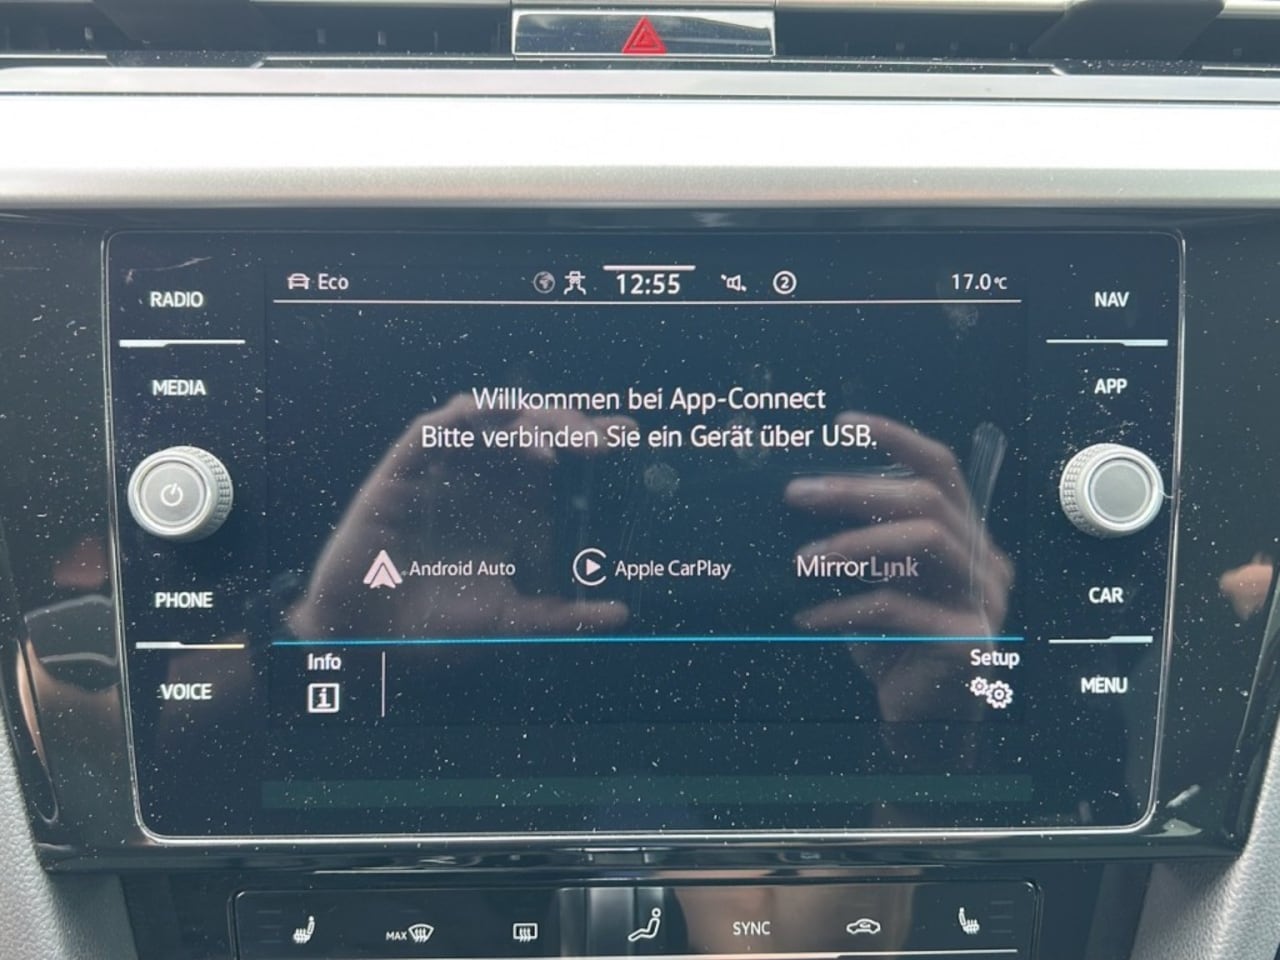 Eco 12:55 2 17.0°C
RADIO
MEDIA
PHONE
VOICE
Willkommen bei App-Connect
Bitte verbinden Sie ein Gerät über USB.
Android Auto Apple CarPlay MirrorLink
Info
Setup
NAV
APP
CAR
MENU
MAX
SYNC